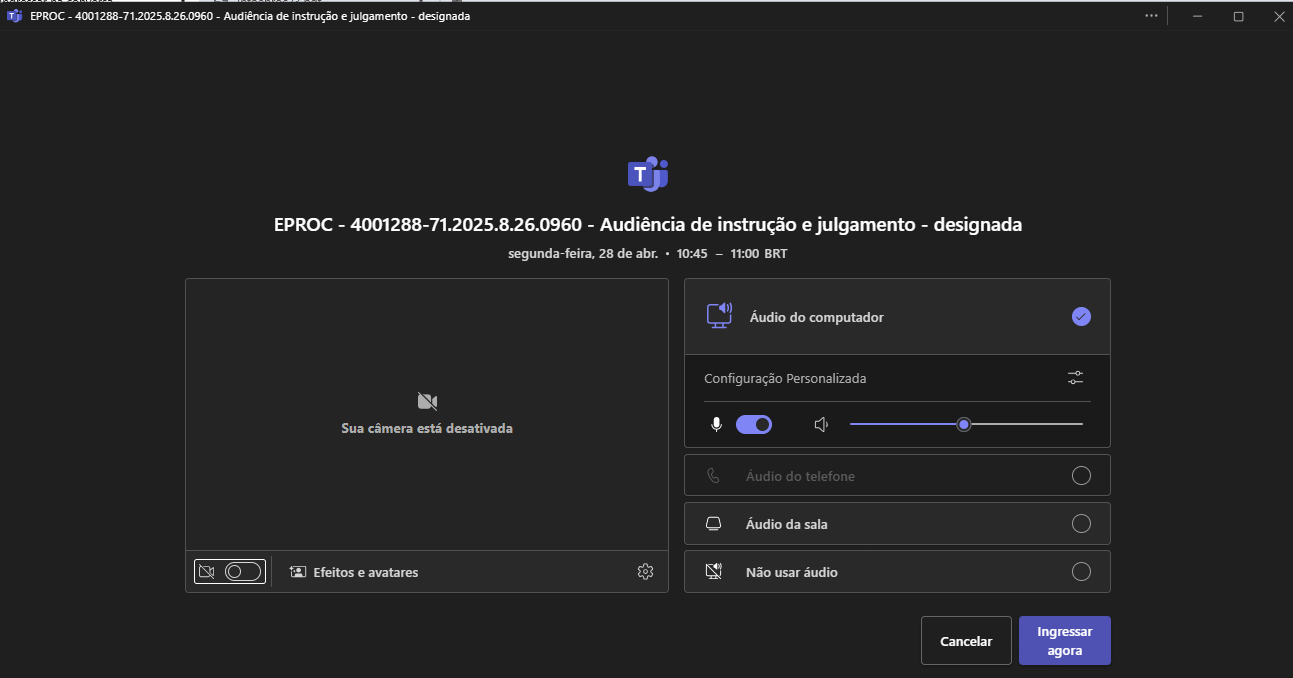 EPROC - 4001288-71.2025.8.26.0960 - Audiência de instrução e julgamento - designada
EPROC - 4001288-71.2025.8.26.0960 - Audiência de instrução e julgamento - designada
segunda-feira, 28 de abr. • 10:45 – 11:00 BRT
Sua câmera está desativada
Efeitos e avatares
Áudio do computador
Configuração Personalizada
Áudio do telefone
Áudio da sala
Não usar áudio
Cancelar
Ingressar
agora